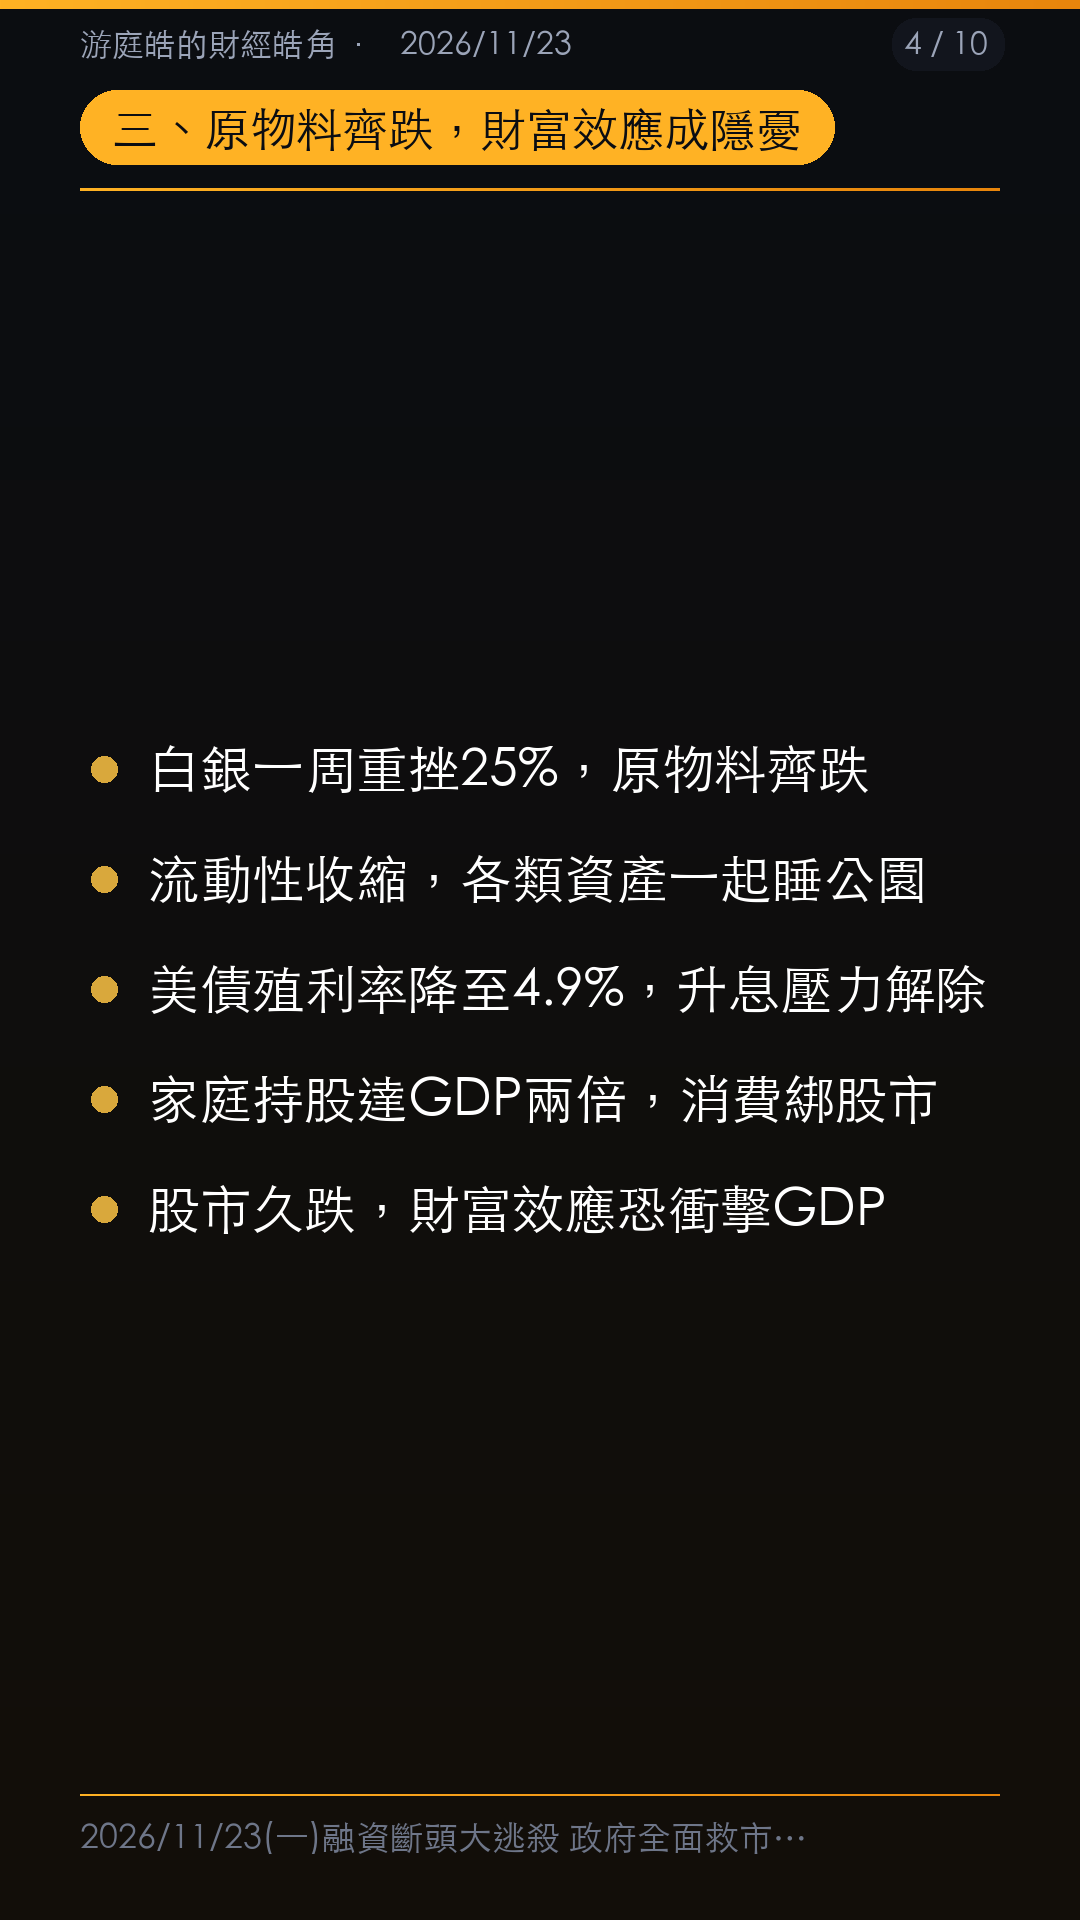 游庭皓的財經皓角 · 2026/11/23
4 / 10
三、原物料齊跌，財富效應成隱憂
白銀一周重挫25%，原物料齊跌
流動性收縮，各類資產一起睡公園
美債殖利率降至4.9%，升息壓力解除
家庭持股達GDP兩倍，消費綁股市
股市久跌，財富效應恐衝擊GDP
2026/11/23(一)融資斷頭大逃殺 政府全面救市⋯